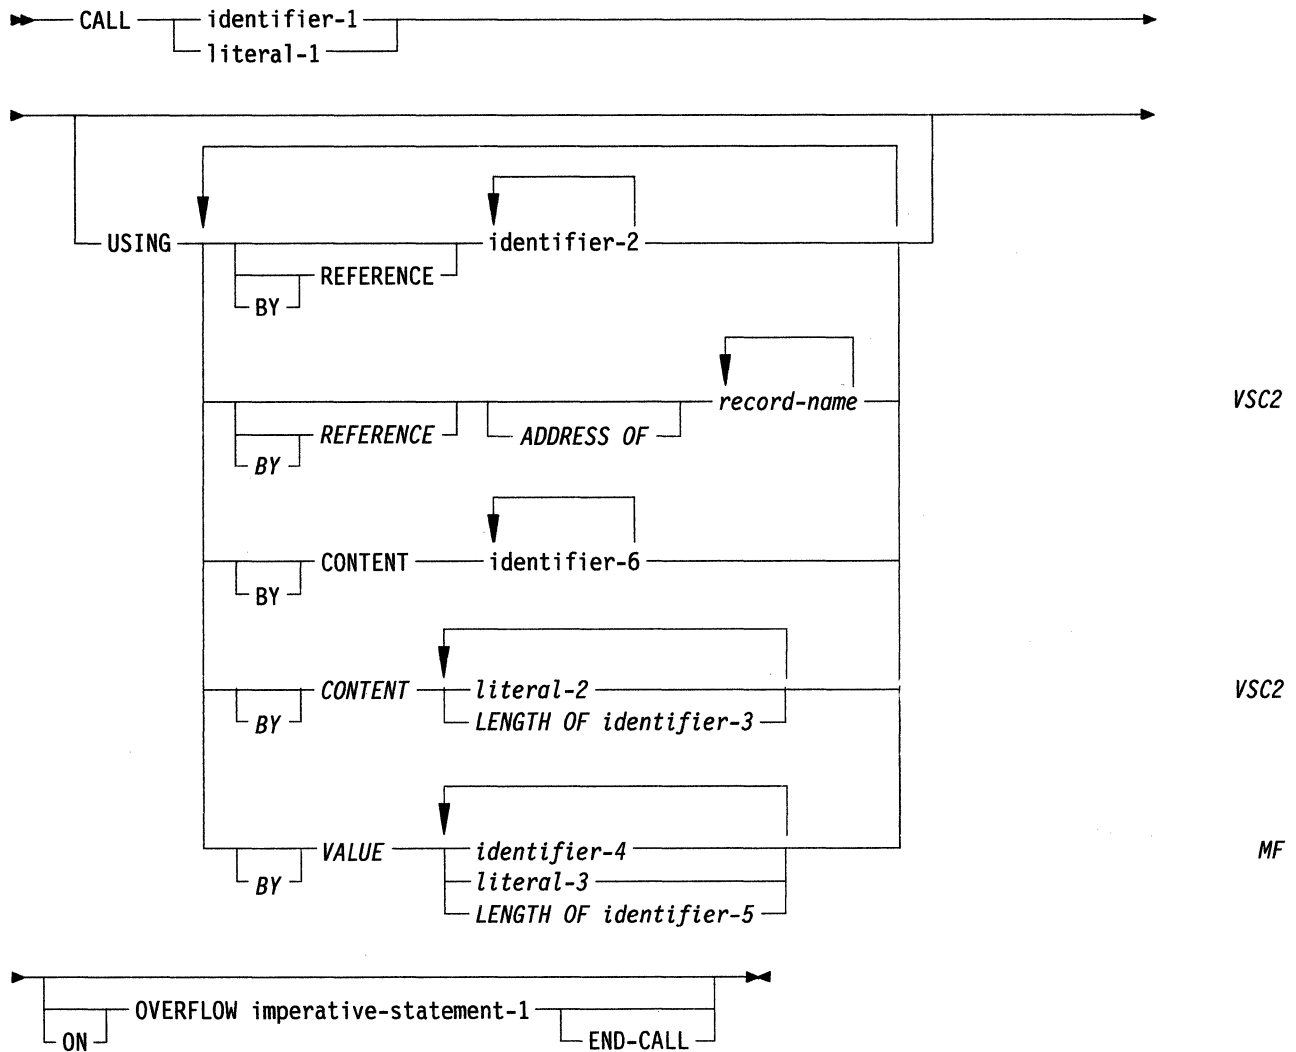 CALL identifier-1
literal-1
USING identifier-2
REFERENCE
BY
record-name VSC2
REFERENCE ADDRESS OF
BY
CONTENT identifier-6
BY
CONTENT literal-2 VSC2
BY LENGTH OF identifier-3
VALUE identifier-4 MF
BY literal-3
LENGTH OF identifier-5
OVERFLOW imperative-statement-1
ON END-CALL